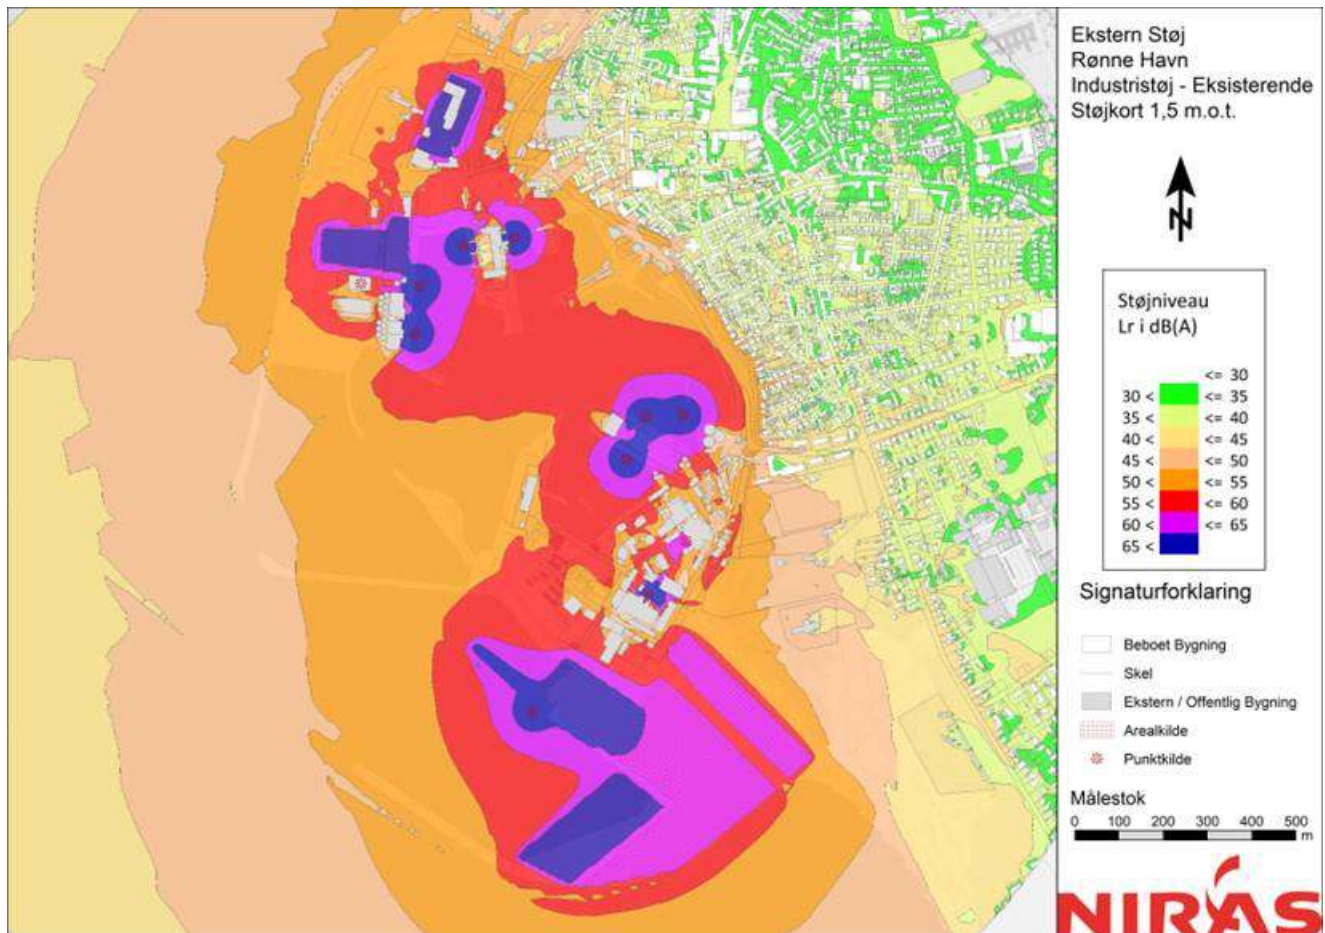 Ekstern Støj
Rønne Havn
Industristøj - Eksisterende
Støjkort 1,5 m.o.t.
N
Støjniveau
Lr i dB(A)
<= 30
30 < <= 35
35 < <= 40
40 < <= 45
45 < <= 50
50 < <= 55
55 < <= 60
60 < <= 65
65 <
Signaturforklaring
Beboet Bygning
Skel
Ekstern / Offentlig Bygning
Arealkilde
Punktkilde
Målestok
0 100 200 300 400 500
m
NIRAS